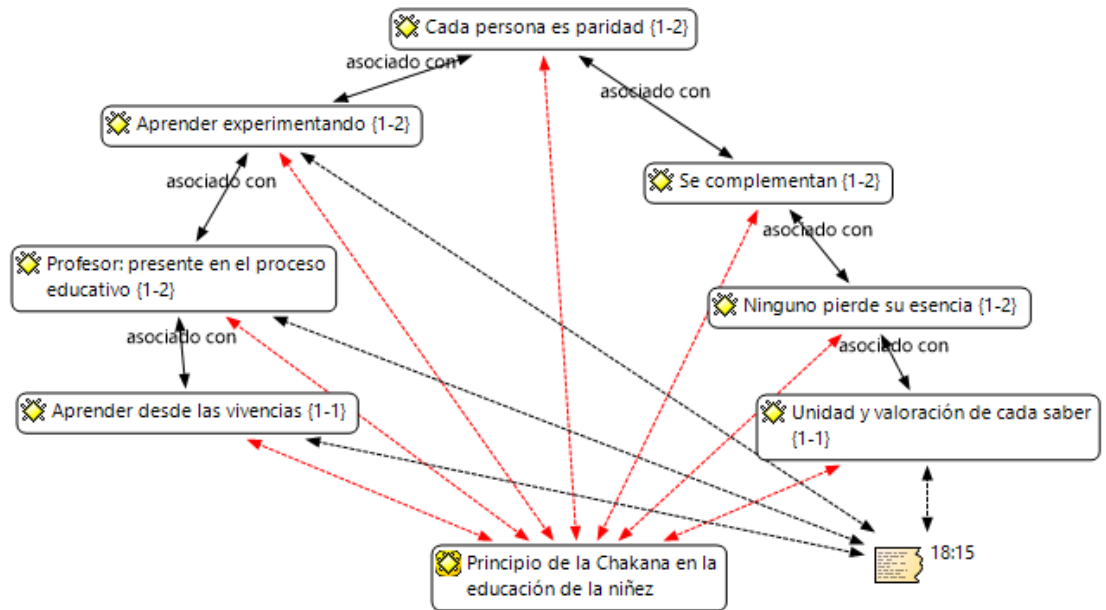 Cada persona es paridad {1-2}
asociado con
asociado con
Aprender experimentando {1-2}
asociado con
Se complementan {1-2}
asociado con
Profesor: presente en el proceso
educativo {1-2}
Ninguno pierde su esencia {1-2}
asociado con
asociado con
Aprender desde las vivencias {1-1}
Unidad y valoración de cada saber
{1-1}
Principio de la Chakana en la
educación de la niñez
18:15